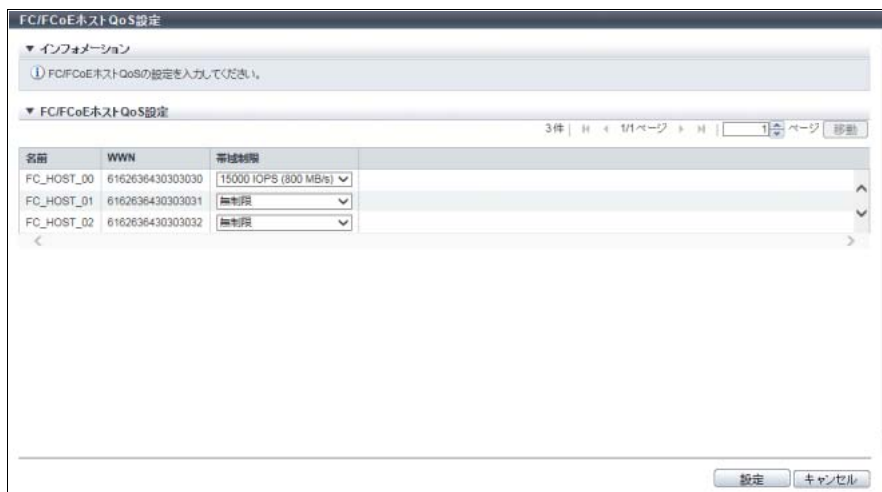 FC/FCoEホストQoS設定
▼ インフォメーション
FC/FCoEホストQoSの設定を入力してください。
▼ FC/FCoEホストQoS設定
3件 1/1ページ 1 ページ 移動
名前 WWN 帯域制限
FC_HOST_00 6162636430303030 15000 IOPS (800 MB/s)
FC_HOST_01 6162636430303031 無制限
FC_HOST_02 6162636430303032 無制限
設定 キャンセル